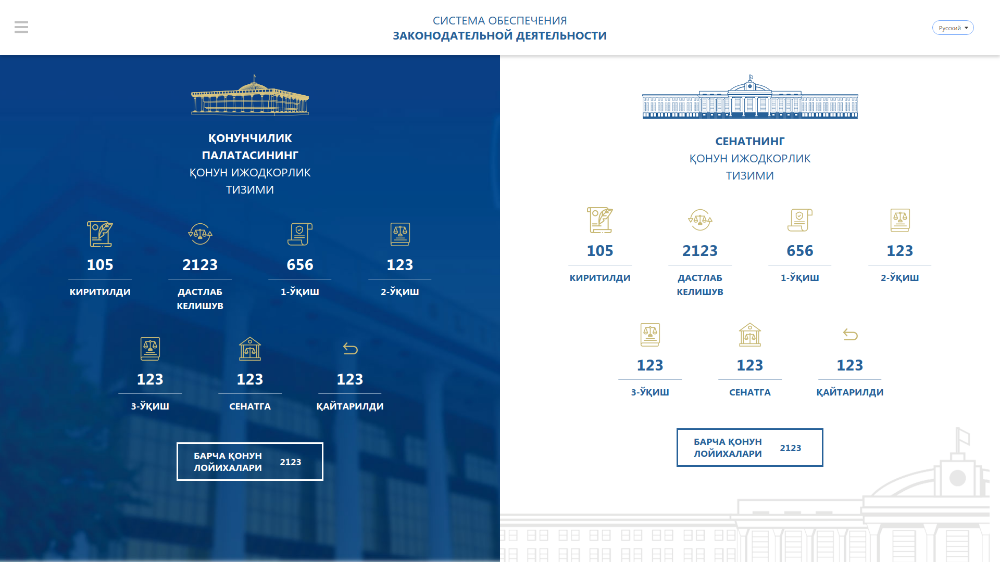 СИСТЕМА ОБЕСПЕЧЕНИЯ
ЗАКОНОДАТЕЛЬНОЙ ДЕЯТЕЛЬНОСТИ
Русский
ҚОНУНЧИЛИК
ПАЛАТАСИНИНГ
ҚОНУН ИЖОДКОРЛИК
ТИЗИМИ
105
КИРИТИЛДИ
2123
ДАСТЛАБ
КЕЛИШУВ
656
1-ЎҚИШ
123
2-ЎҚИШ
123
3-ЎҚИШ
123
СЕНАТГА
123
ҚАЙТАРИЛДИ
БАРЧА ҚОНУН
ЛОЙИХАЛАРИ
2123
СЕНАТНИНГ
ҚОНУН ИЖОДКОРЛИК
ТИЗИМИ
105
КИРИТИЛДИ
2123
ДАСТЛАБ
КЕЛИШУВ
656
1-ЎҚИШ
123
2-ЎҚИШ
123
3-ЎҚИШ
123
СЕНАТГА
123
ҚАЙТАРИЛДИ
БАРЧА ҚОНУН
ЛОЙИХАЛАРИ
2123